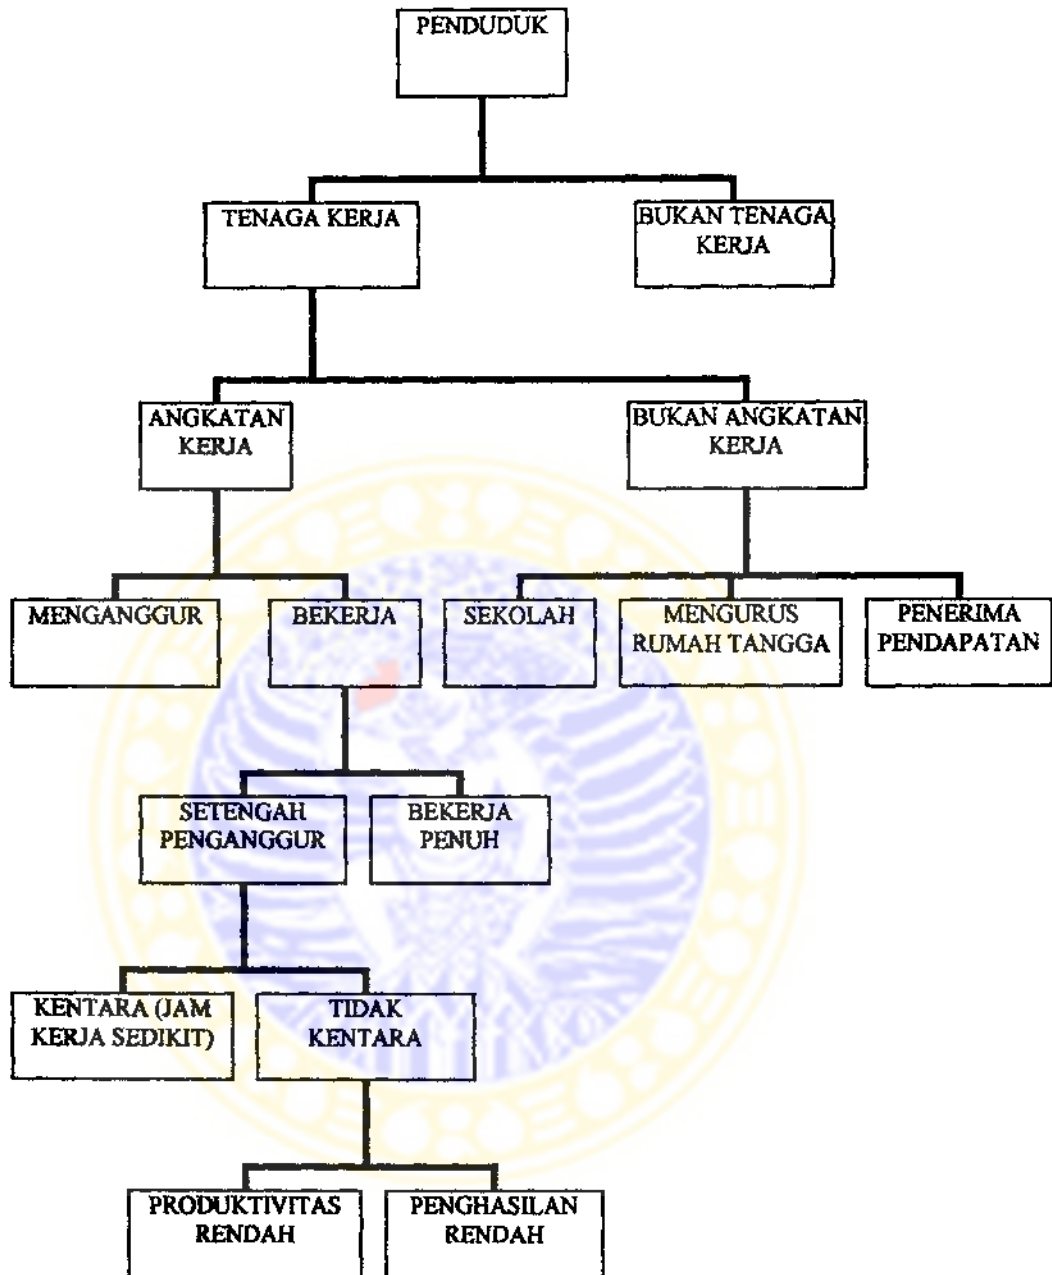 PENDUDUK
TENAGA KERJA
BUKAN TENAGA
KERJA
ANGKATAN
KERJA
BUKAN ANGKATAN
KERJA
MENGANGGUR
BEKERJA
SEKOLAH
MENGURUS
RUMAH TANGGA
PENERIMA
PENDAPATAN
SETENGAH
PENGANGGUR
BEKERJA
PENUH
KENTARA (JAM
KERJA SEDIKIT)
TIDAK
KENTARA
PRODUKTIVITAS
RENDAH
PENGHASILAN
RENDAH